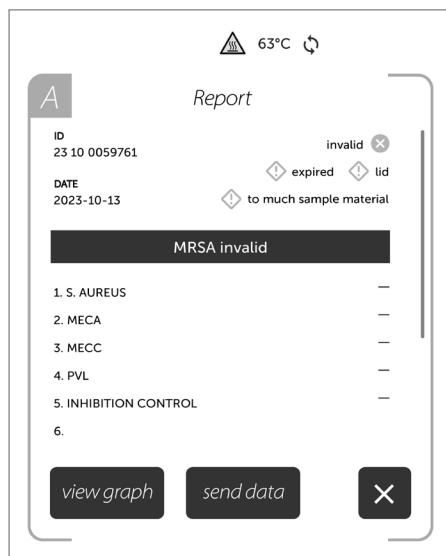 63°C
A
Report
ID
23 10 0059761
invalid
expired lid
DATE
2023-10-13
to much sample material
MRSA invalid
1. S. AUREUS —
2. MECA —
3. MECC —
4. PVL —
5. INHIBITION CONTROL —
6.
view graph send data